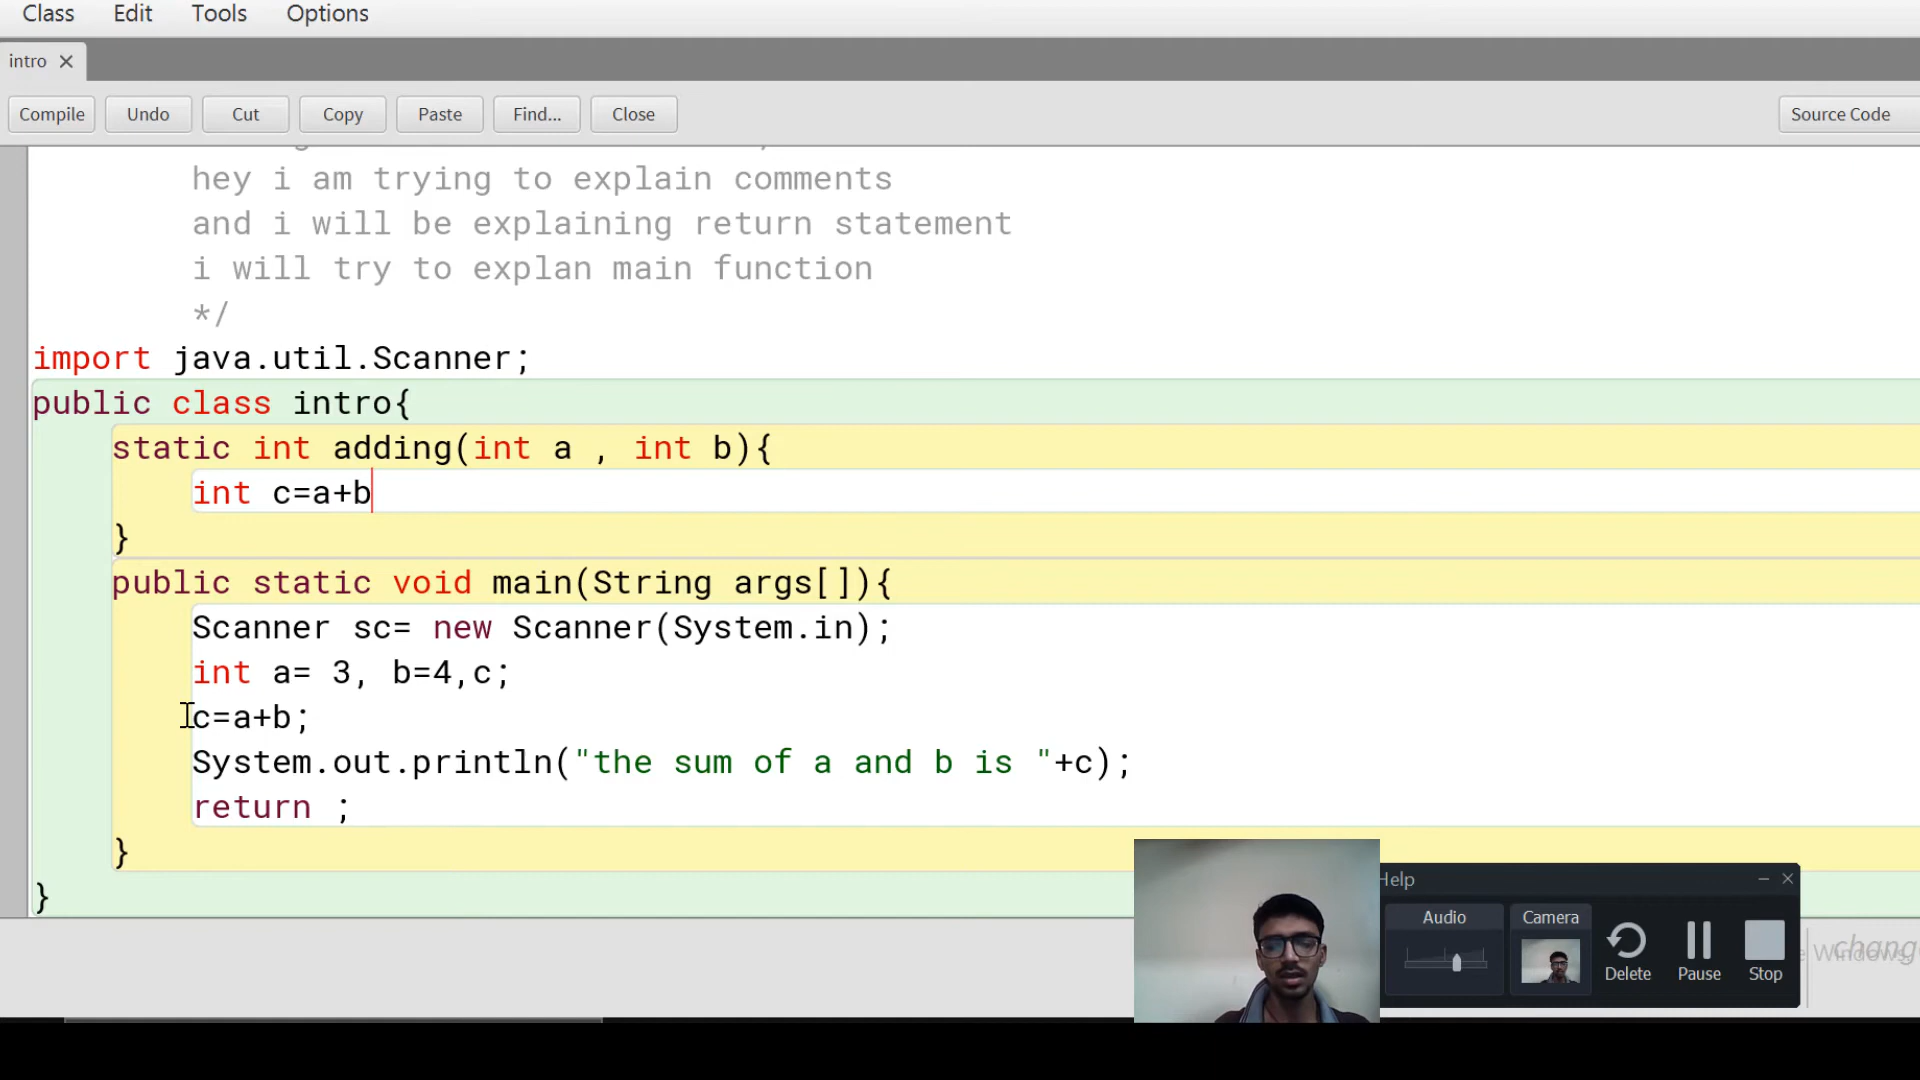 Class Edit Tools Options
intro
Compile Undo Cut Copy Paste Find... Close Source Code
hey i am trying to explain comments
and i will be explaining return statement
i will try to explan main function
*/
import java.util.Scanner;
public class intro{
static int adding(int a , int b){
int c=a+b
}
public static void main(String args[]){
Scanner sc= new Scanner(System.in);
int a= 3, b=4,c;
c=a+b;
System.out.println("the sum of a and b is "+c);
return ;
}
}
Help
Audio Camera
Delete Pause Stop
Windows.